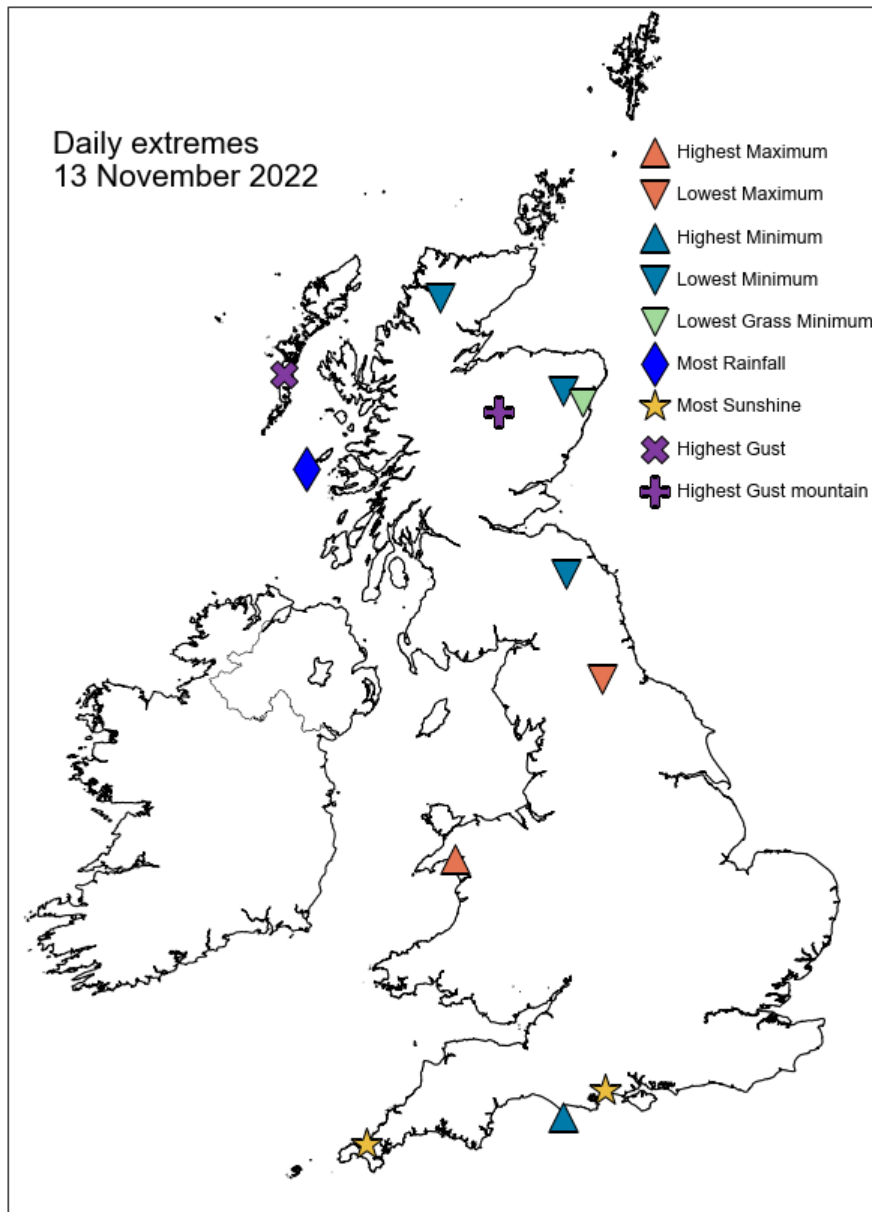 Daily extremes
13 November 2022
Highest Maximum
Lowest Maximum
Highest Minimum
Lowest Minimum
Lowest Grass Minimum
Most Rainfall
Most Sunshine
Highest Gust
Highest Gust mountain